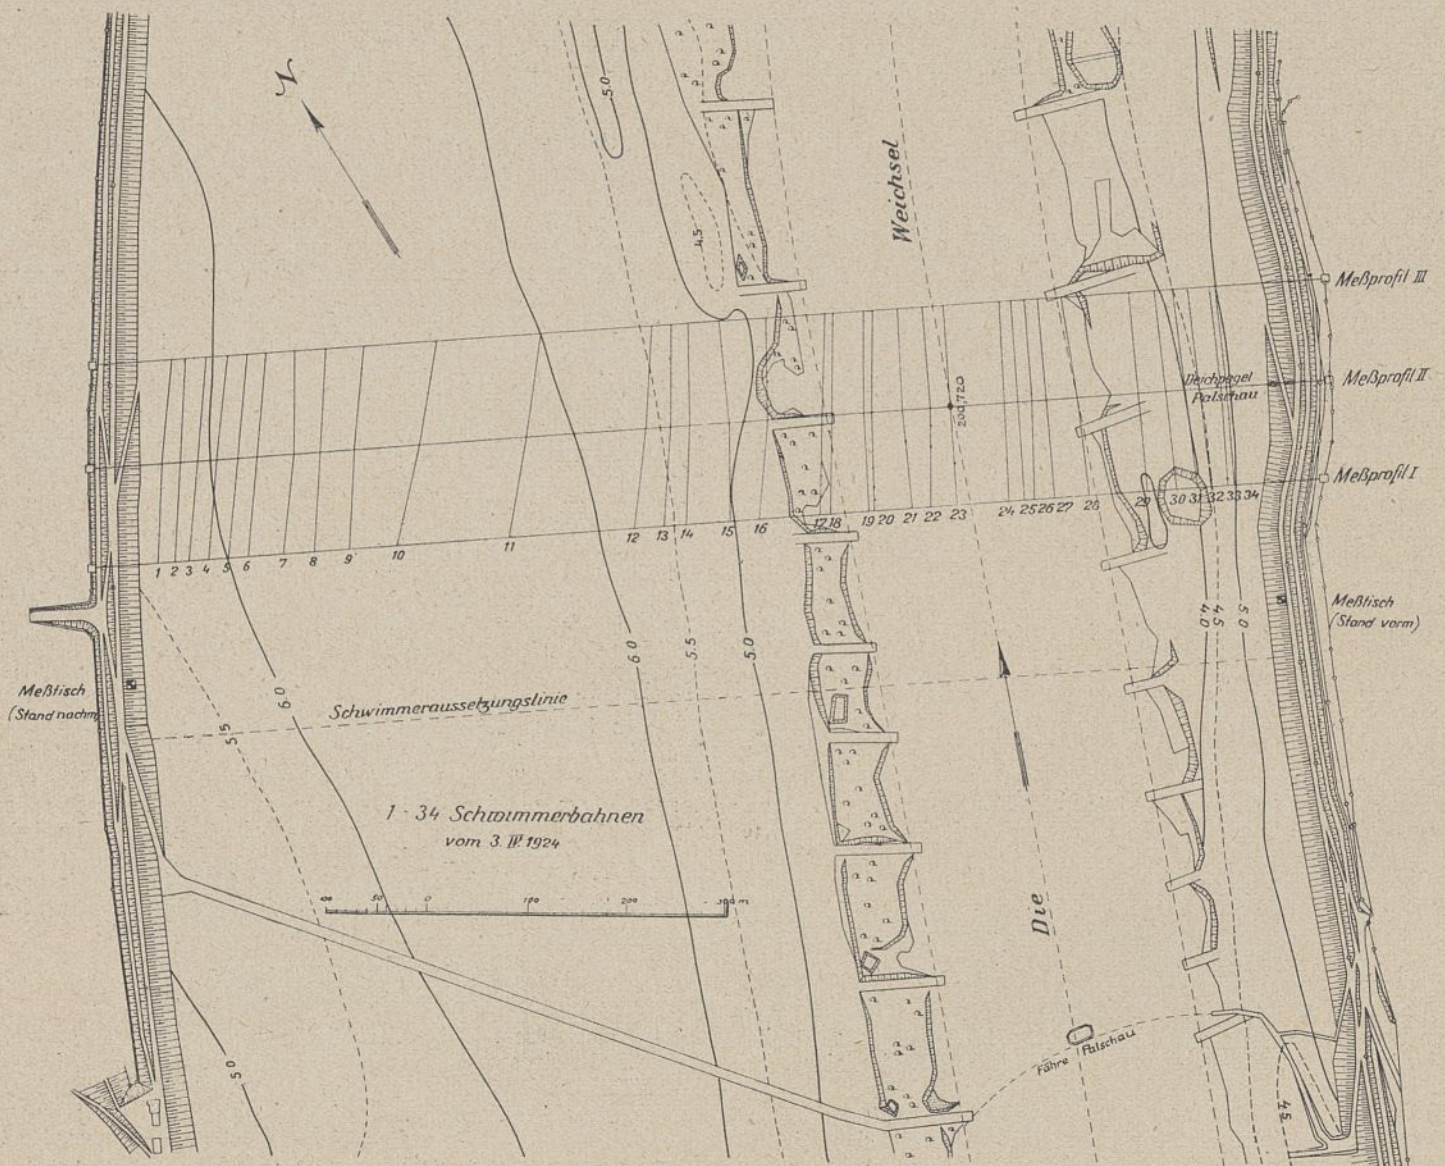 N
5.0
4.5
Weichsel
Meßprofil III
Meßprofil II
Deichpegel
Palschau
200,720
Meßprofil I
1 2 3 4 5 6 7 8 9 10 11 12 13 14 15 16 17 18 19 20 21 22 23 24 25 26 27 28 29 30 31 32 33 34
Meßtisch
(Stand vorm)
4.0
4.5
5.0
6.0
5.5
5.0
Meßtisch
(Stand nachm
6.0
5.5
Schwimmeraussetzungslinie
1 - 34 Schwimmerbahnen
vom 3. IV. 1924
100 50 0 100 200 300 m
Die
Fähre Palschau
5.0
4.5